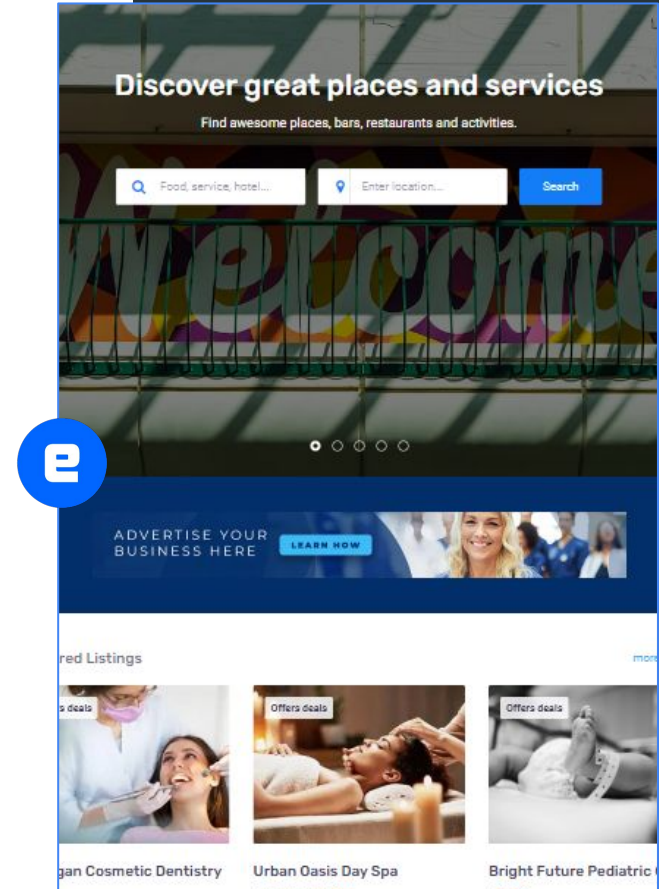 Discover great places and services
Find awesome places, bars, restaurants and activities.
Food, service, hotel...
Enter location...
Search
Welcome
e
ADVERTISE YOUR
BUSINESS HERE
LEARN HOW
red Listings
more
s deals
Offers deals
Offers deals
gan Cosmetic Dentistry
Urban Oasis Day Spa
Bright Future Pediatric